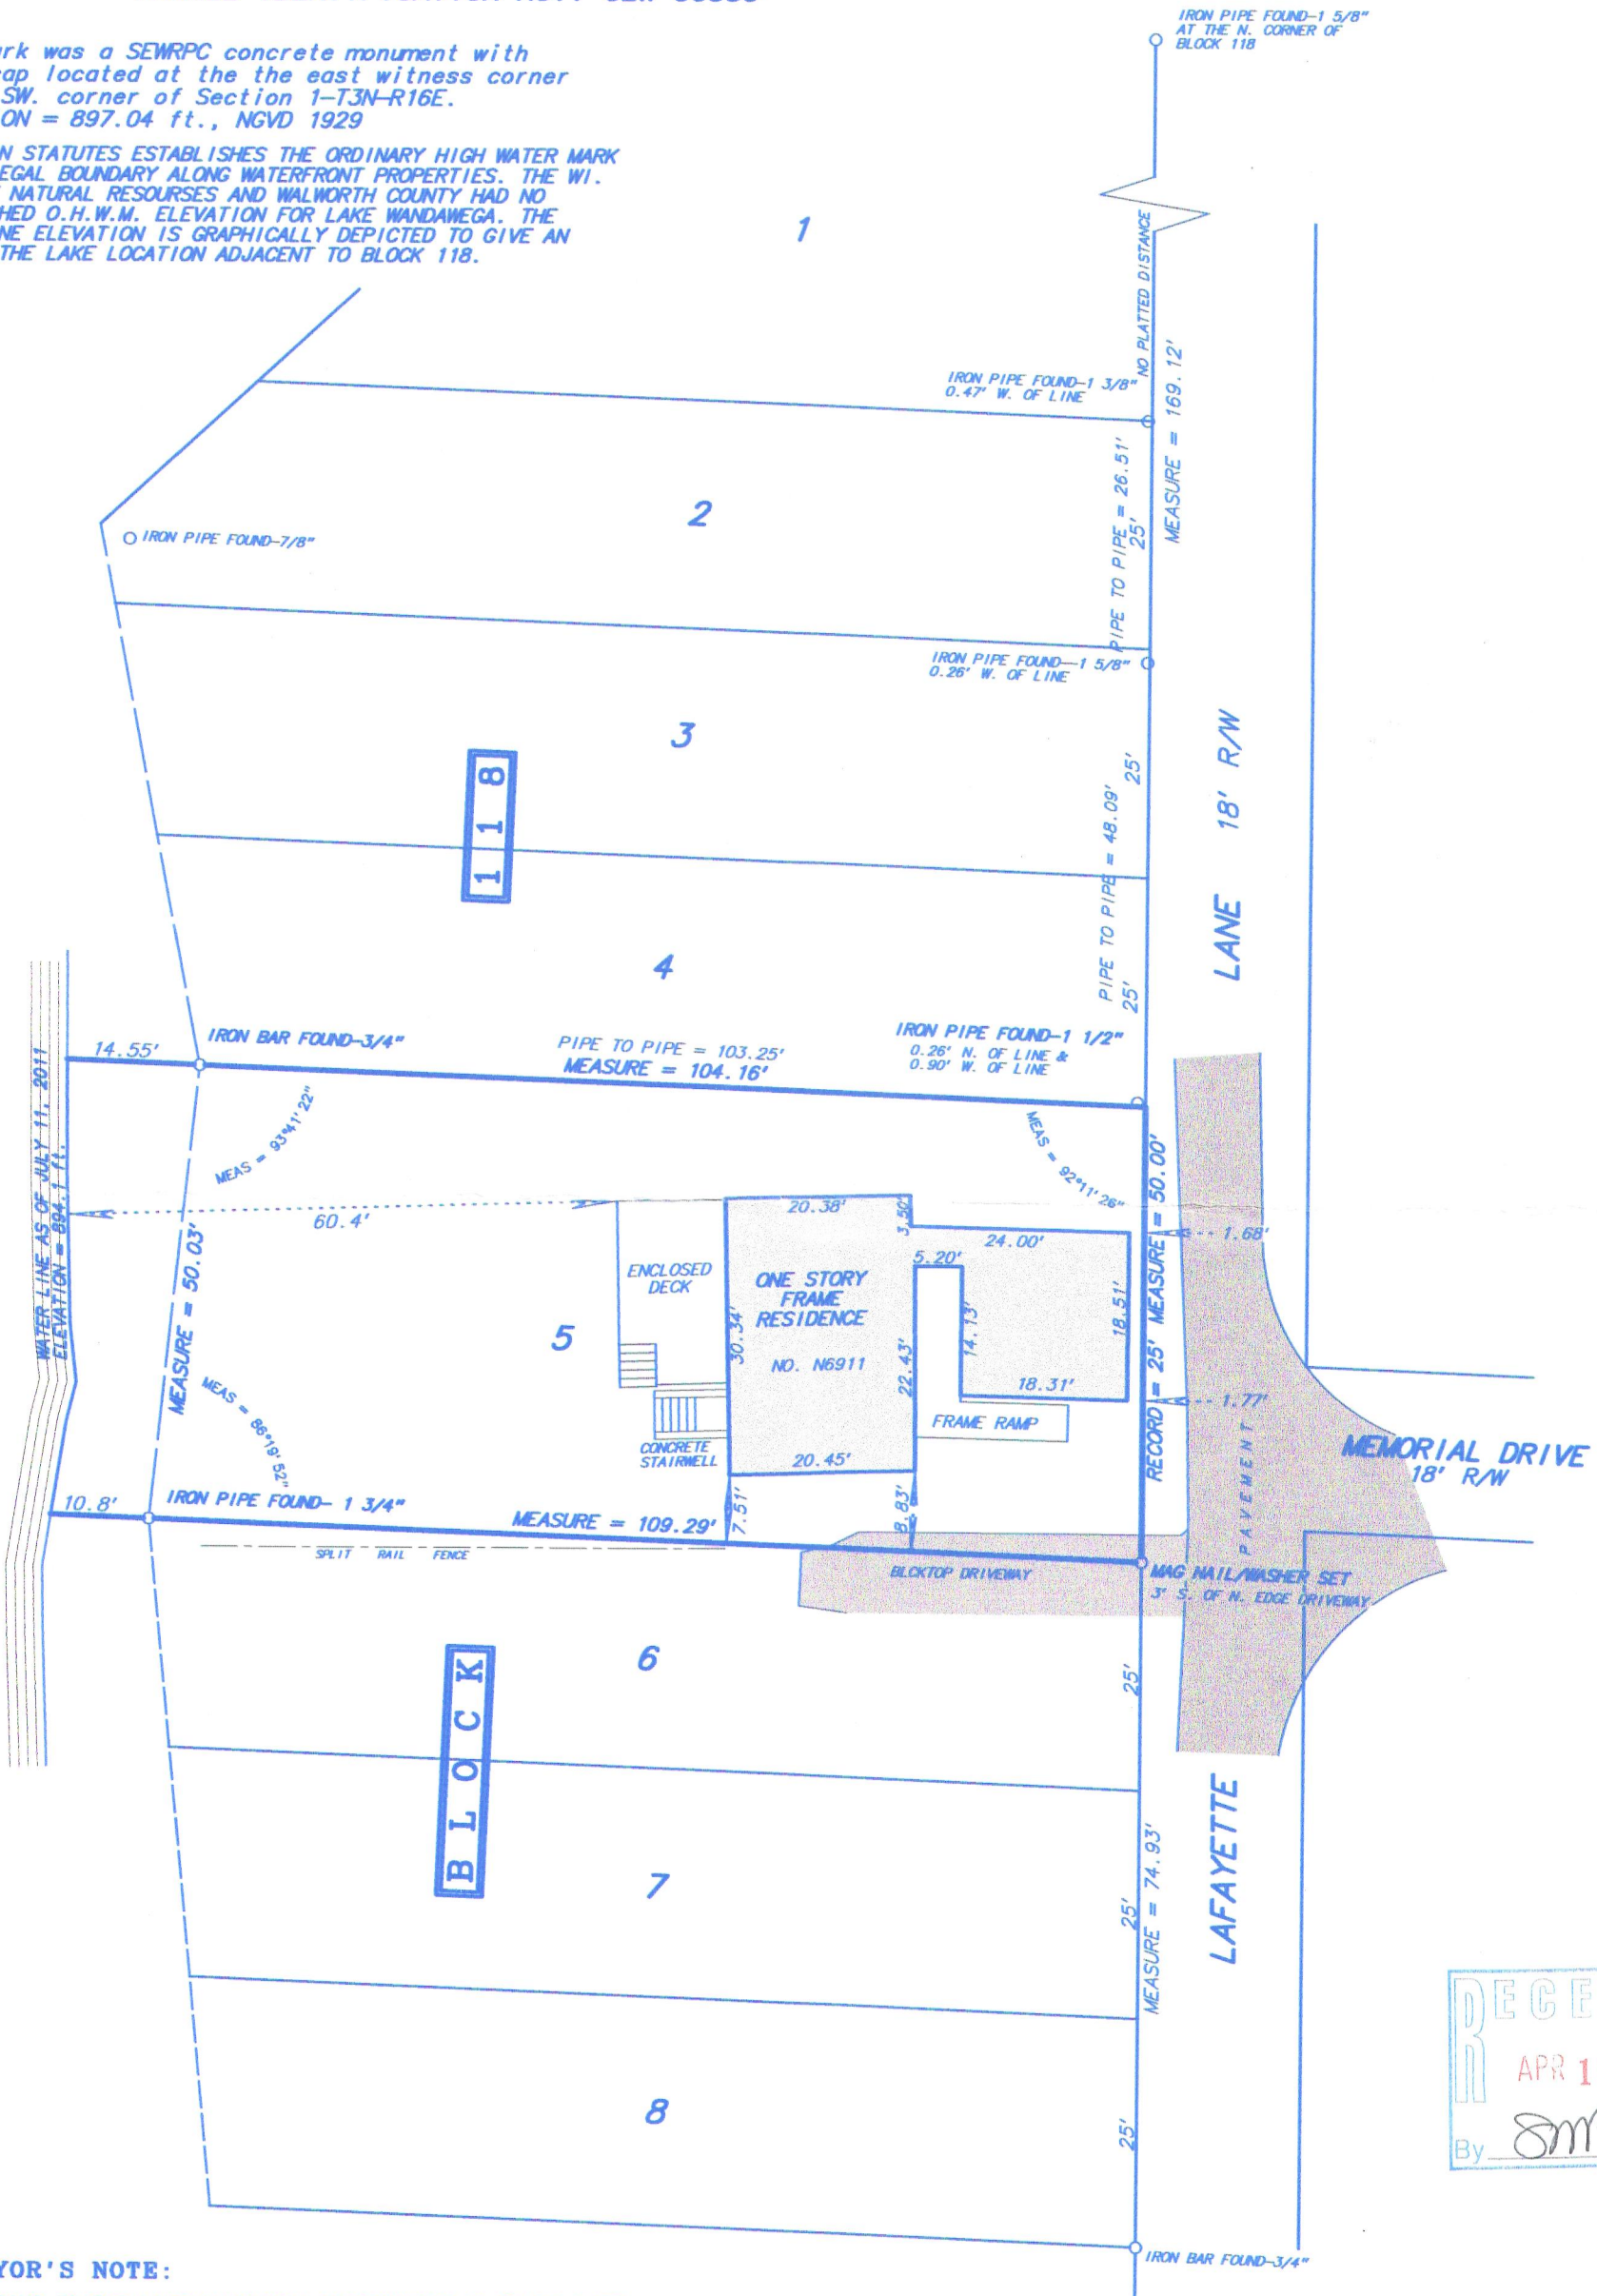 ark was a SEWRPC concrete monument with
ap located at the the east witness corner
SW. corner of Section 1-T3N-R16E.
ON = 897.04 ft., NGVD 1929
N STATUTES ESTABLISHES THE ORDINARY HIGH WATER MARK
EGAL BOUNDARY ALONG WATERFRONT PROPERTIES. THE WI.
NATURAL RESOURSES AND WALWORTH COUNTY HAD NO
HED O.H.W.M. ELEVATION FOR LAKE WANDAWEGA. THE
NE ELEVATION IS GRAPHICALLY DEPICTED TO GIVE AN
THE LAKE LOCATION ADJACENT TO BLOCK 118.
IRON PIPE FOUND-1 5/8"
AT THE N. CORNER OF
BLOCK 118
1
NO PLATTED DISTANCE
MEASURE = 169.12'
IRON PIPE FOUND-1 3/8"
0.47' W. OF LINE
2
IRON PIPE FOUND-7/8"
PIPE TO PIPE = 26.51'
25'
IRON PIPE FOUND-1 5/8"
0.26' W. OF LINE
3
118
25'
PIPE TO PIPE = 48.09'
LANE 18' R/W
4
25'
14.55'
IRON BAR FOUND-3/4"
PIPE TO PIPE = 103.25'
MEASURE = 104.16'
IRON PIPE FOUND-1 1/2"
0.26' N. OF LINE &
0.90' W. OF LINE
WATER LINE AS OF JULY 11, 2011
ELEVATION = 894.1 ft.
MEAS = 93°41'22"
MEAS = 92°11'26"
60.4'
MEASURE = 50.03'
20.38'
3.50'
24.00'
5.20'
1.68'
ENCLOSED
DECK
ONE STORY
FRAME
RESIDENCE
NO. N6911
30.34'
22.43'
14.13'
18.51'
5
RECORD = 25' MEASURE = 50.00'
18.31'
1.77'
FRAME RAMP
MEAS = 86°19'52"
CONCRETE
STAIRWELL
20.45'
PAVEMENT
MEMORIAL DRIVE
18' R/W
10.8'
IRON PIPE FOUND- 1 3/4"
MEASURE = 109.29'
7.51'
8.83'
SPLIT RAIL FENCE
BLCKTOP DRIVEWAY
MAG NAIL/WASHER SET
3' S. OF N. EDGE DRIVEWAY
6
25'
BLOCK
7
25'
MEASURE = 74.93'
LAFAYETTE
8
25'
IRON BAR FOUND-3/4"
RECE
APR 1
By
YOR'S NOTE: